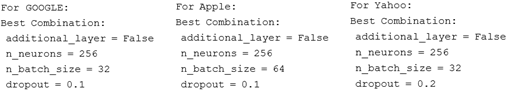 For GOOGLE:
Best Combination:
additional_layer = False
n_neurons = 256
n_batch_size = 32
dropout = 0.1
For Apple:
Best Combination:
additional_layer = False
n_neurons = 256
n_batch_size = 64
dropout = 0.1
For Yahoo:
Best Combination:
additional_layer = False
n_neurons = 256
n_batch_size = 32
dropout = 0.2